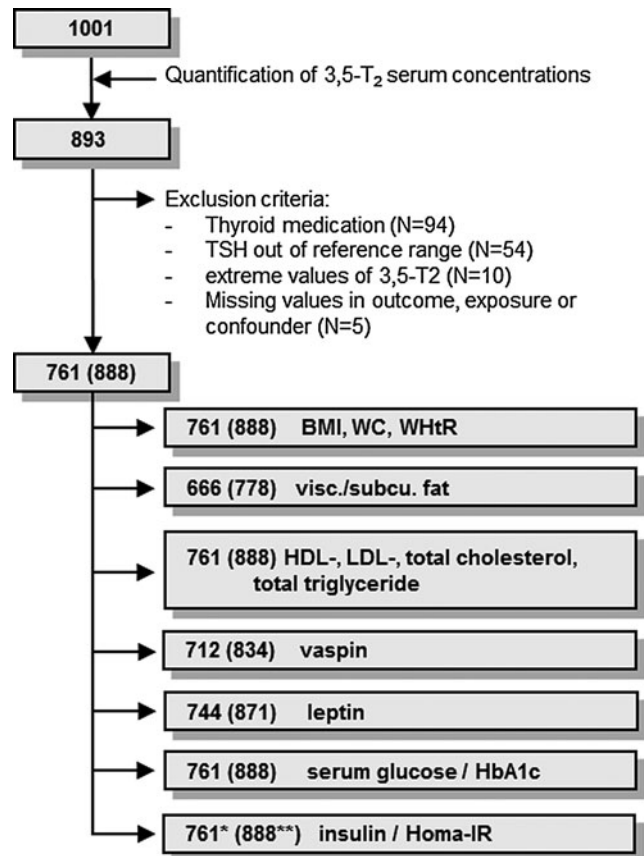 1001
Quantification of 3,5-T₂ serum concentrations
893
Exclusion criteria:
- Thyroid medication (N=94)
- TSH out of reference range (N=54)
- extreme values of 3,5-T2 (N=10)
- Missing values in outcome, exposure or
confounder (N=5)
761 (888)
761 (888) BMI, WC, WHtR
666 (778) visc./subcu. fat
761 (888) HDL-, LDL-, total cholesterol,
total triglyceride
712 (834) vaspin
744 (871) leptin
761 (888) serum glucose / HbA1c
761* (888**) insulin / Homa-IR